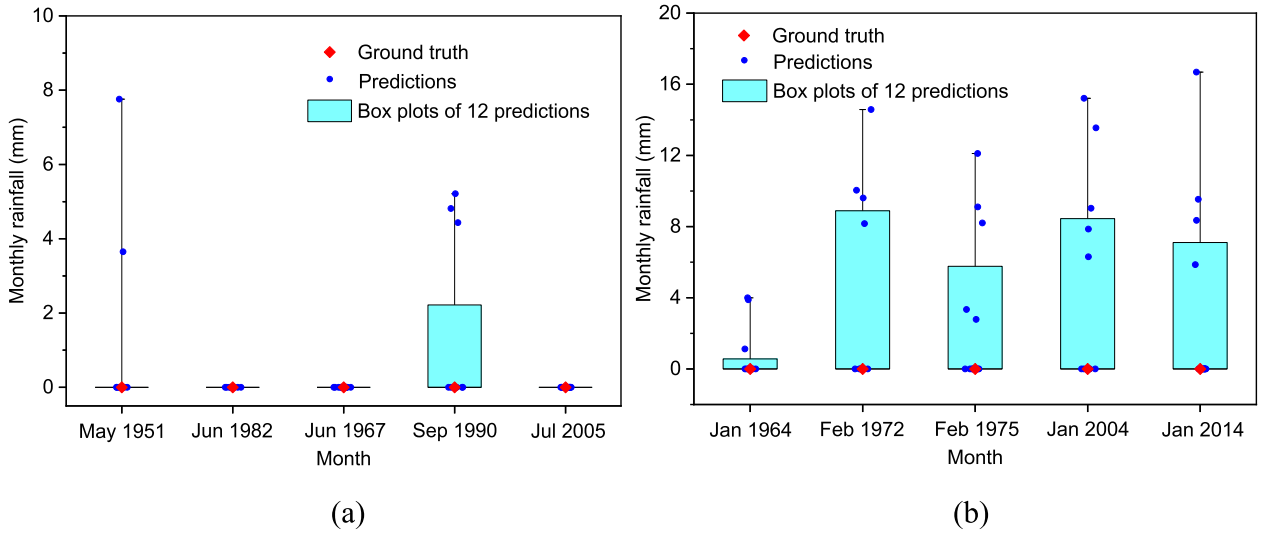 10
8
6
4
2
0
Monthly rainfall (mm)
Ground truth
Predictions
Box plots of 12 predictions
May 1951 Jun 1982 Jun 1967 Sep 1990 Jul 2005
Month
(a)
20
16
12
8
4
0
Monthly rainfall (mm)
Ground truth
Predictions
Box plots of 12 predictions
Jan 1964 Feb 1972 Feb 1975 Jan 2004 Jan 2014
Month
(b)